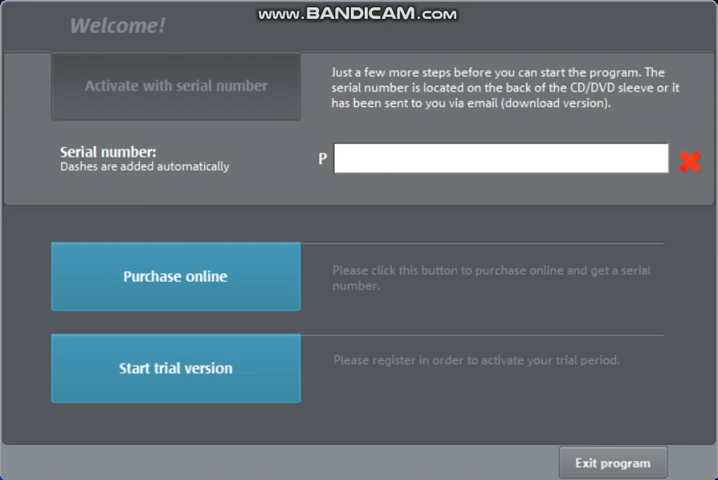 www.BANDICAM.com
Welcome!
Activate with serial number
Just a few more steps before you can start the program. The
serial number is located on the back of the CD/DVD sleeve or it
has been sent to you via email (download version).
Serial number:
Dashes are added automatically
P
Purchase online
Please click this button to purchase online and get a serial
number.
Start trial version
Please register in order to activate your trial period.
Exit program